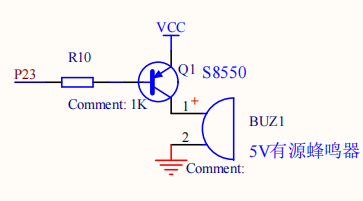 VCC
R10
P23
Q1
S8550
Comment: 1K
1
+
BUZ1
2
5V有源蜂鸣器
Comment: